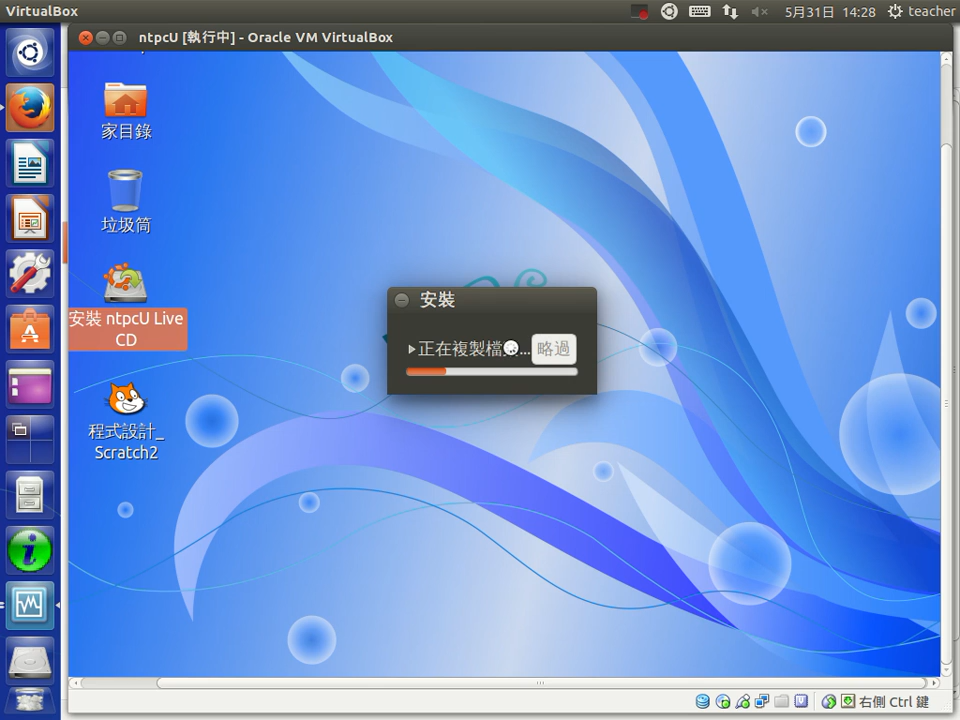 VirtualBox
5月31日 14:28 teacher
ntpcU [執行中] - Oracle VM VirtualBox
家目錄
垃圾筒
安裝 ntpcU Live
CD
程式設計_
Scratch2
安裝
正在複製檔...
略過
右側 Ctrl 鍵